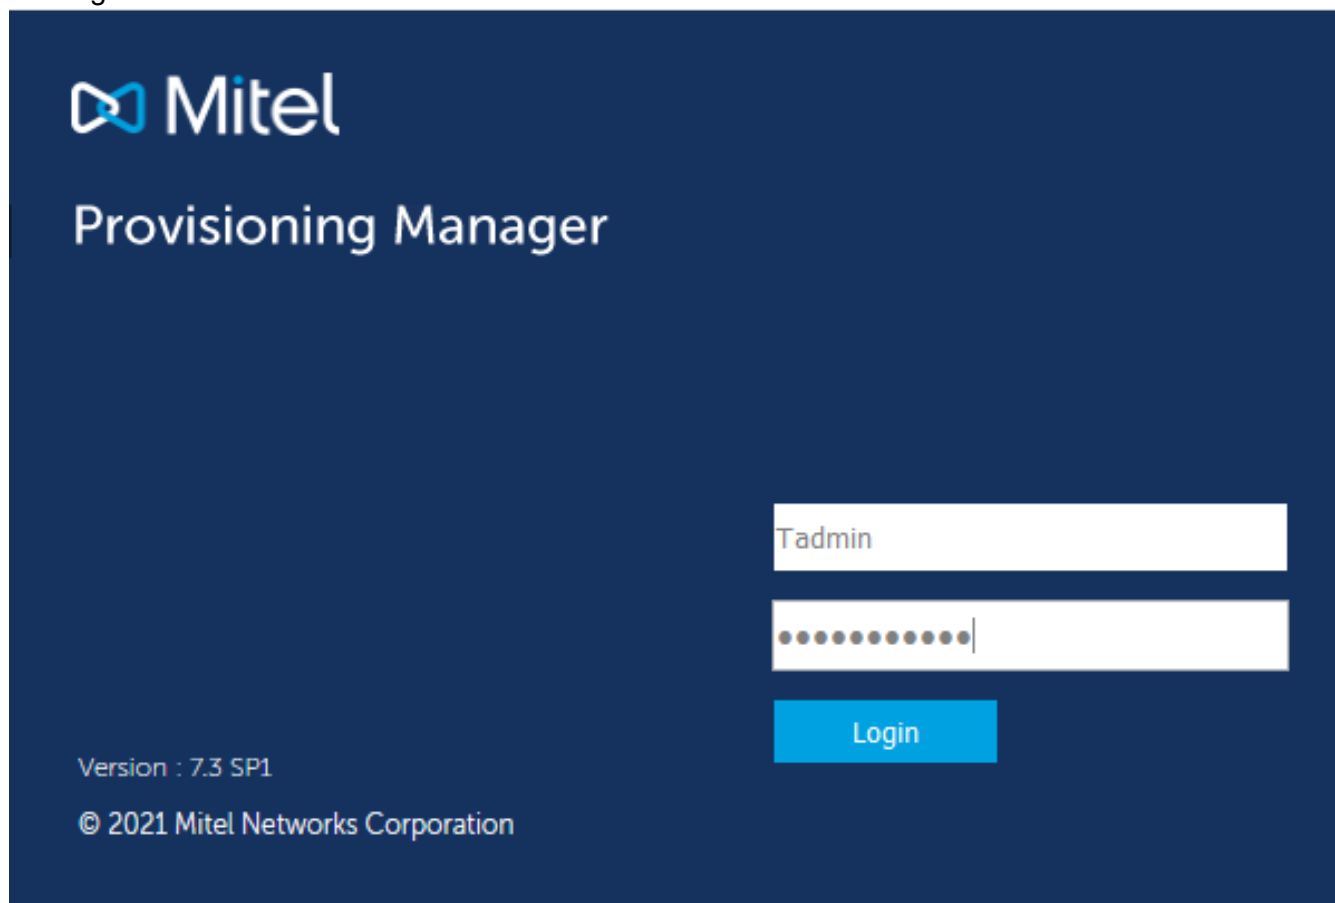 Mitel
Provisioning Manager
Tadmin
•••••••••••
Login
Version : 7.3 SP1
© 2021 Mitel Networks Corporation